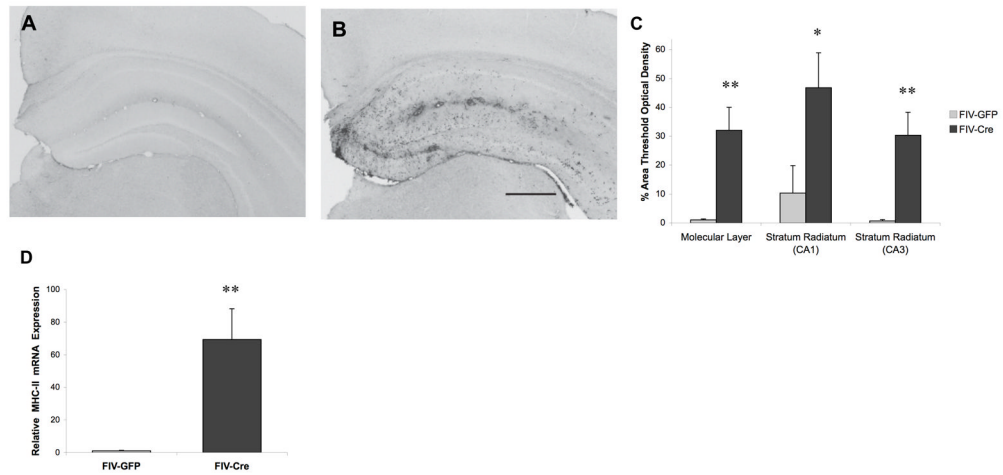 A
B
C
% Area Threshold Optical Density
60
50
40
30
20
10
0
**
*
**
FIV-GFP
FIV-Cre
Molecular Layer
Stratum Radiatum
(CA1)
Stratum Radiatum
(CA3)
D
Relative MHC-II mRNA Expression
100
80
60
40
20
0
**
FIV-GFP
FIV-Cre